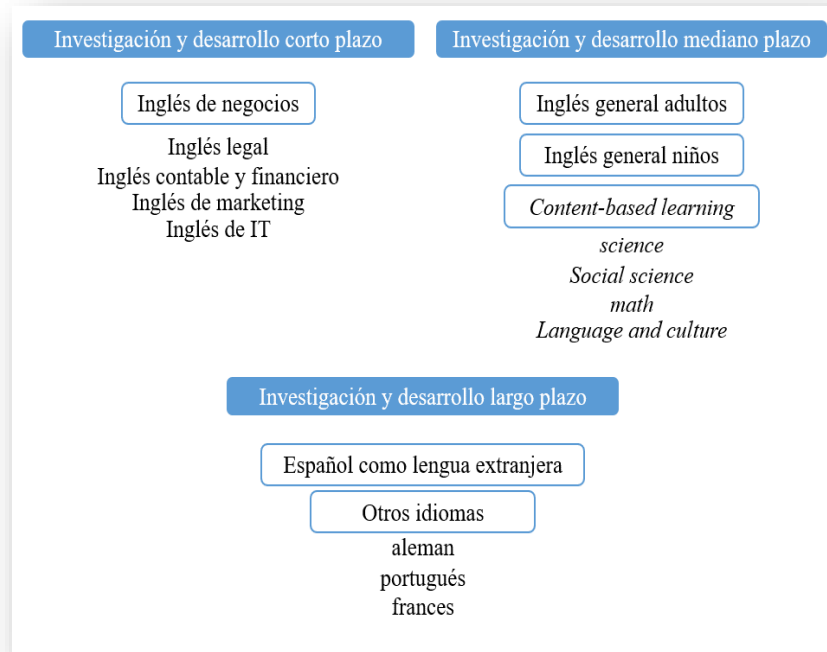 Investigación y desarrollo corto plazo
Inglés de negocios
Inglés legal
Inglés contable y financiero
Inglés de marketing
Inglés de IT
Investigación y desarrollo mediano plazo
Inglés general adultos
Inglés general niños
Content-based learning
science
Social science
math
Language and culture
Investigación y desarrollo largo plazo
Español como lengua extranjera
Otros idiomas
aleman
portugués
frances